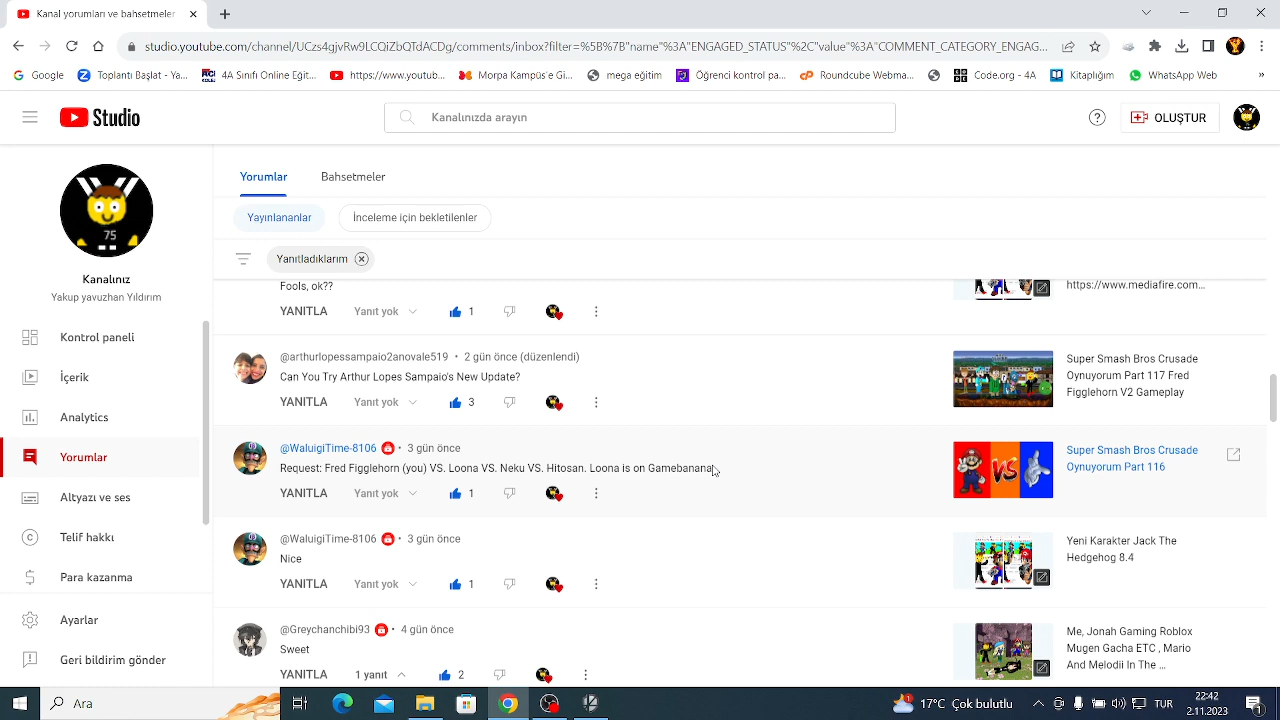 Kanal yorumları ve bahsetmeler
studio.youtube.com/channel/UCzs4gjvRw9LCQiZbQTdACDg/comments/inbox?filter=%5B%7B"name"%3A"ENGAGED_STATUS"%2C"value"%3A"COMMENT_CATEGORY_ENGAG...
Google Toplantı Başlat - Ya... 4A Sınıfı Online Eğit... https://www.youtub... Morpa Kampüs'e Gi... mega scream Öğrenci kontrol pa... Roundcube Webma... Code.org - 4A Kitaplığım WhatsApp Web »
Studio
Kanalınızda arayın
OLUŞTUR
75
Kanalınız
Yakup yavuzhan Yıldırım
Kontrol paneli
İçerik
Analytics
Yorumlar
Altyazı ve ses
Telif hakkı
Para kazanma
Ayarlar
Geri bildirim gönder
Yorumlar Bahsetmeler
Yayınlananlar İnceleme için bekletilenler
Yanıtladıklarım
Fools, ok??
YANITLA Yanıt yok 1
https://www.mediafire.com...
@arthurlopessampaio2anovale519 • 2 gün önce (düzenlendi)
Can You Try Arthur Lopes Sampaio's New Update?
YANITLA Yanıt yok 3
Super Smash Bros Crusade
Oynuyorum Part 117 Fred
Figglehorn V2 Gameplay
@WaluigiTime-8106 • 3 gün önce
Request: Fred Figglehorn (you) VS. Loona VS. Neku VS. Hitosan. Loona is on Gamebanana.
YANITLA Yanıt yok 1
VS
Super Smash Bros Crusade
Oynuyorum Part 116
@WaluigiTime-8106 • 3 gün önce
Nice
YANITLA Yanıt yok 1
Yeni Karakter Jack The
Hedgehog 8.4
@Greychanchibi93 • 4 gün önce
Sweet
YANITLA 1 yanıt 2
Me, Jonah Gaming Roblox
Mugen Gacha ETC , Mario
And Melodii In The ...
Ara
17°C Çok bulutlu
22:42
2.11.2023